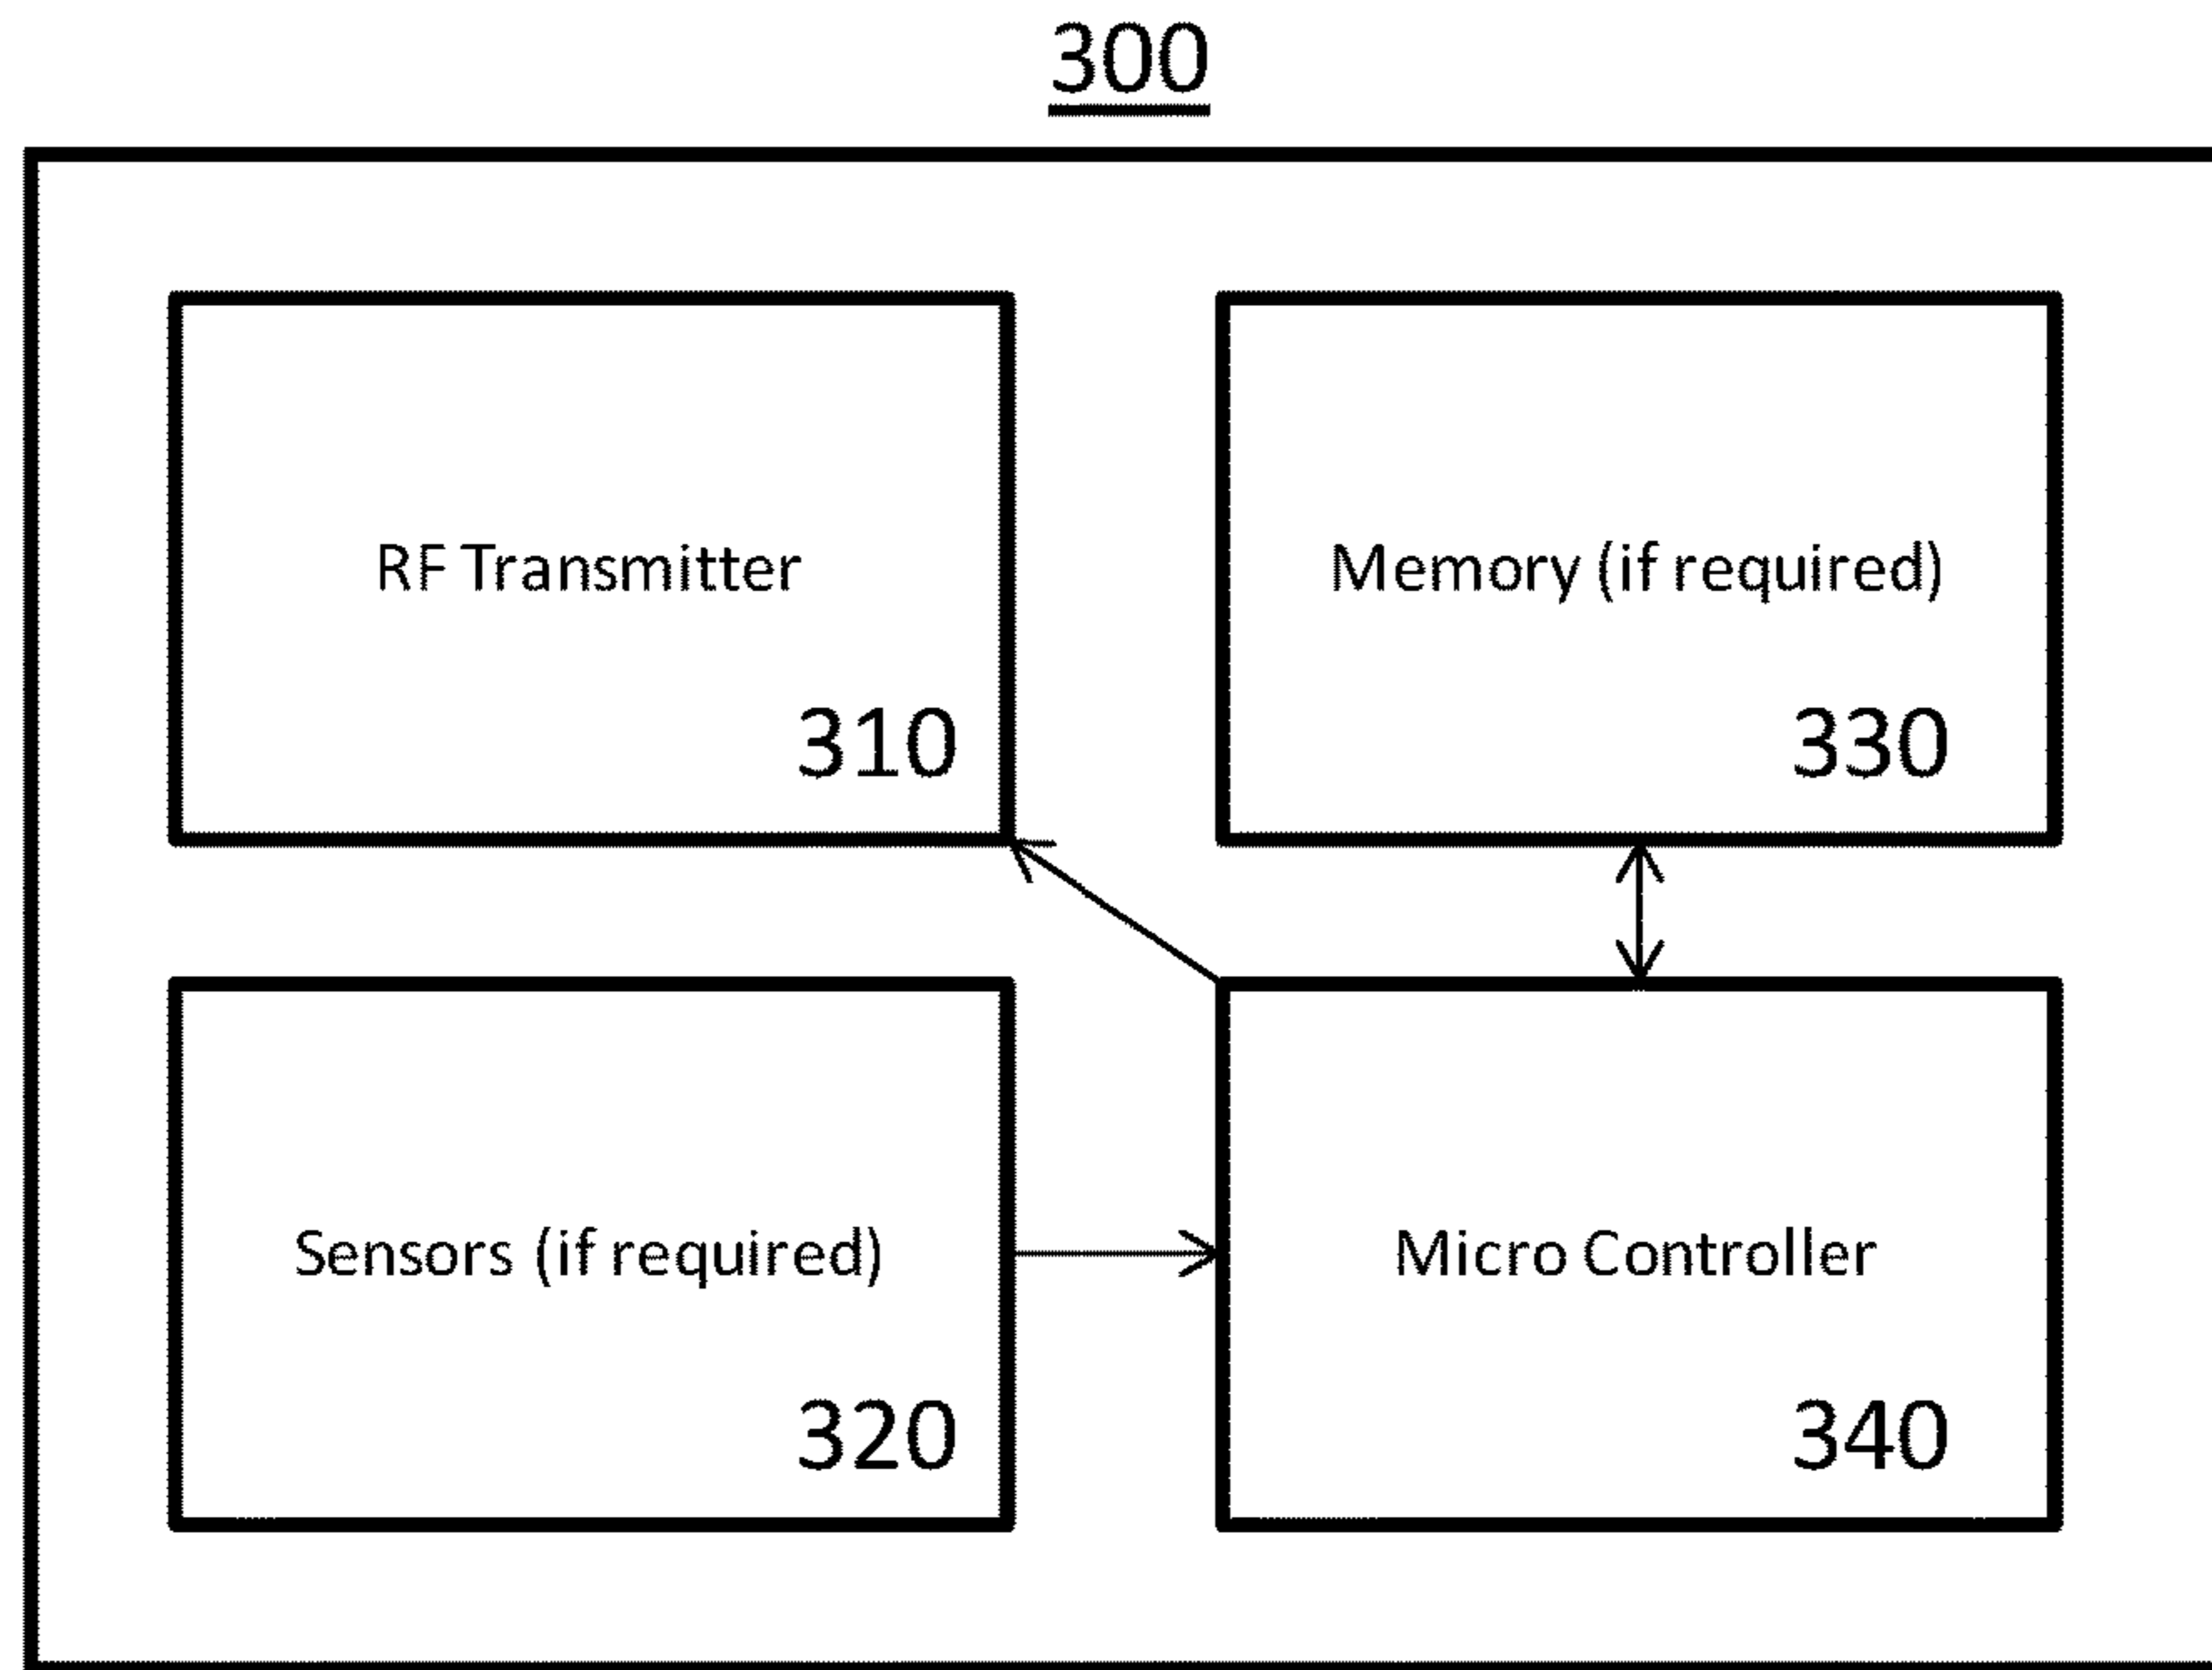 300
RF Transmitter
310
Memory (if required)
330
Sensors (if required)
320
Micro Controller
340